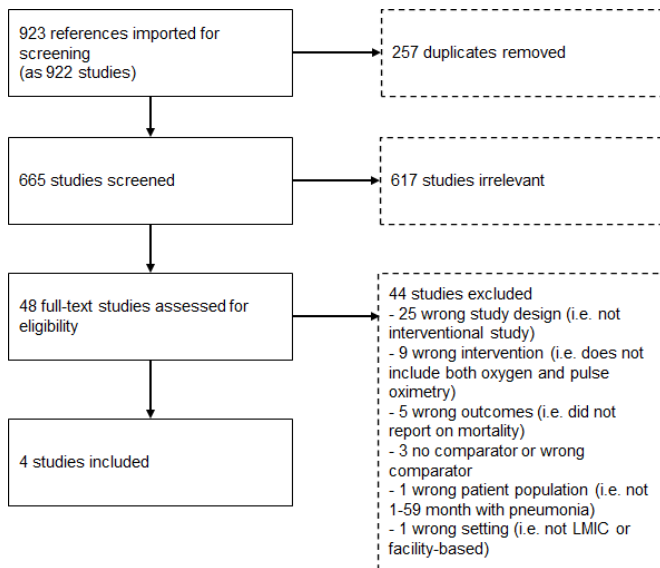 923 references imported for
screening
(as 922 studies)
257 duplicates removed
665 studies screened
617 studies irrelevant
48 full-text studies assessed for
eligibility
44 studies excluded
- 25 wrong study design (i.e. not
interventional study)
- 9 wrong intervention (i.e. does not
include both oxygen and pulse
oximetry)
- 5 wrong outcomes (i.e. did not
report on mortality)
- 3 no comparator or wrong
comparator
- 1 wrong patient population (i.e. not
1-59 month with pneumonia)
- 1 wrong setting (i.e. not LMIC or
facility-based)
4 studies included